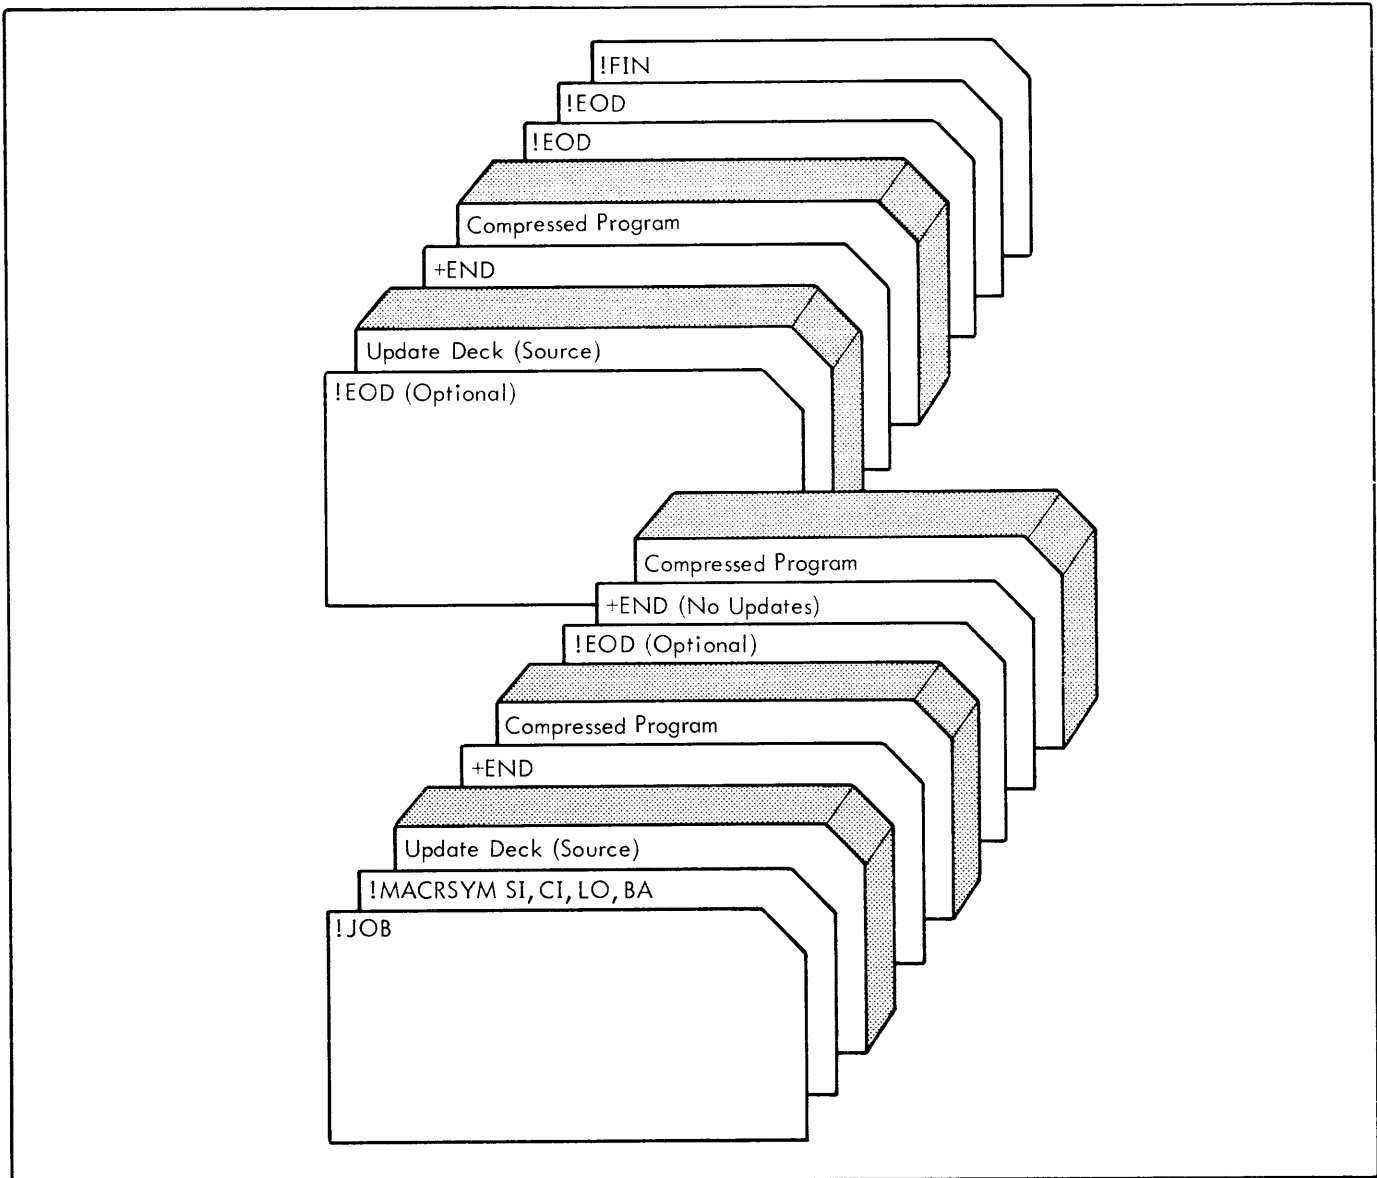 !FIN
!EOD
!EOD
Compressed Program
+END
Update Deck (Source)
!EOD (Optional)
Compressed Program
+END (No Updates)
!EOD (Optional)
Compressed Program
+END
Update Deck (Source)
!MACRSYM SI, CI, LO, BA
!JOB